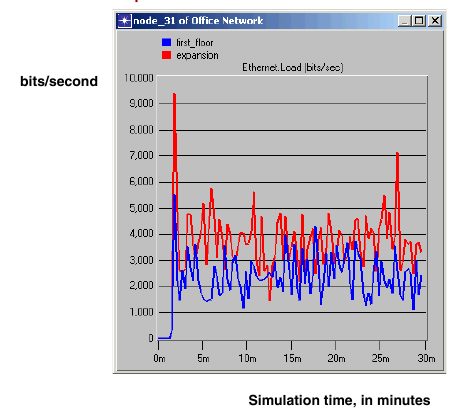 node_31 of Office Network
first_floor
expansion
Ethernet.Load (bits/sec)
bits/second
10,000
9,000
8,000
7,000
6,000
5,000
4,000
3,000
2,000
1,000
0
0m 5m 10m 15m 20m 25m 30m
Simulation time, in minutes